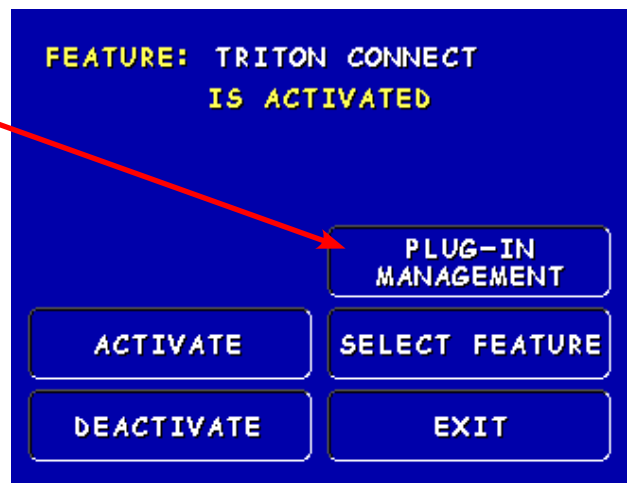 FEATURE: TRITON CONNECT
IS ACTIVATED
PLUG-IN
MANAGEMENT
ACTIVATE
SELECT FEATURE
DEACTIVATE
EXIT